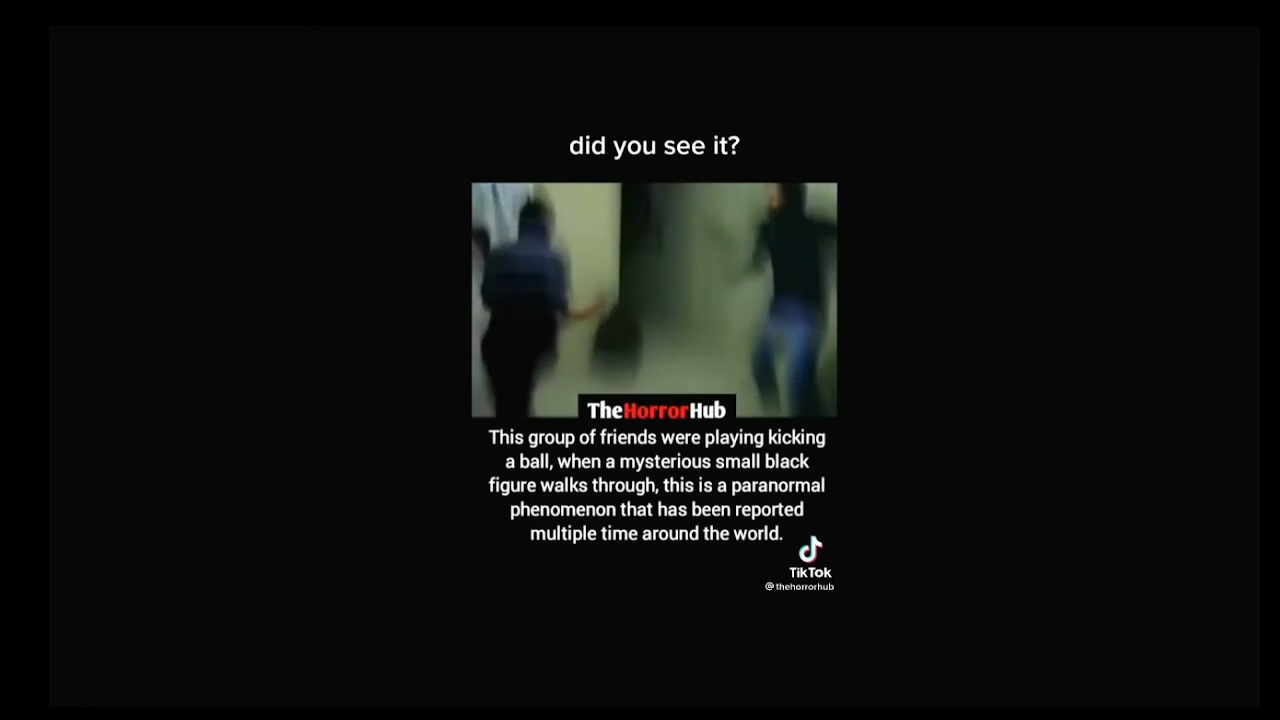 did you see it?
TheHorrorHub
This group of friends were playing kicking
a ball, when a mysterious small black
figure walks through, this is a paranormal
phenomenon that has been reported
multiple time around the world.
TikTok
@thehorrorhub